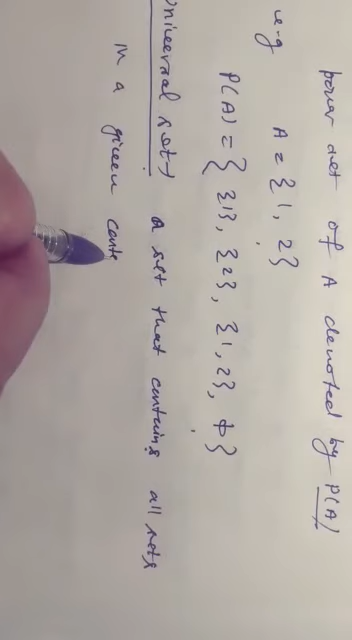 power set of A denoted by P(A)
e-g A = {1, 2}
P(A) = { {1}, {2}, {1, 2}, ϕ }
Universal set→ a set that contains all sets
in a given conte